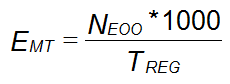 E_MT = N_EOO * 1000 / T_REG